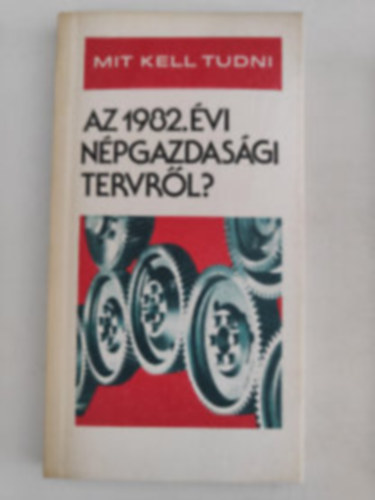 MIT KELL TUDNI
AZ 1982. ÉVI
NÉPGAZDASÁGI
TERVRŐL?